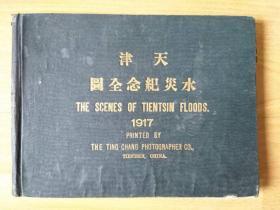 天津
水災紀念全圖
THE SCENES OF TIENTSIN FLOODS.
1917
PRINTED BY
THE TING CHANG PHOTOGRAPHER CO.,
TIENTSIN, CHINA.